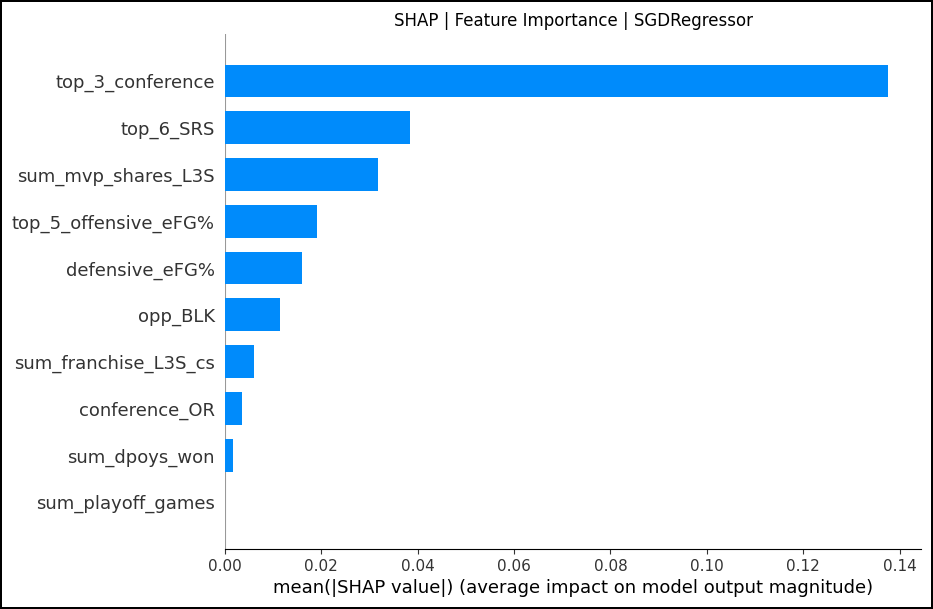 SHAP | Feature Importance | SGDRegressor
top_3_conference
top_6_SRS
sum_mvp_shares_L3S
top_5_offensive_eFG%
defensive_eFG%
opp_BLK
sum_franchise_L3S_cs
conference_OR
sum_dpoys_won
sum_playoff_games
0.00 0.02 0.04 0.06 0.08 0.10 0.12 0.14
mean(|SHAP value|) (average impact on model output magnitude)